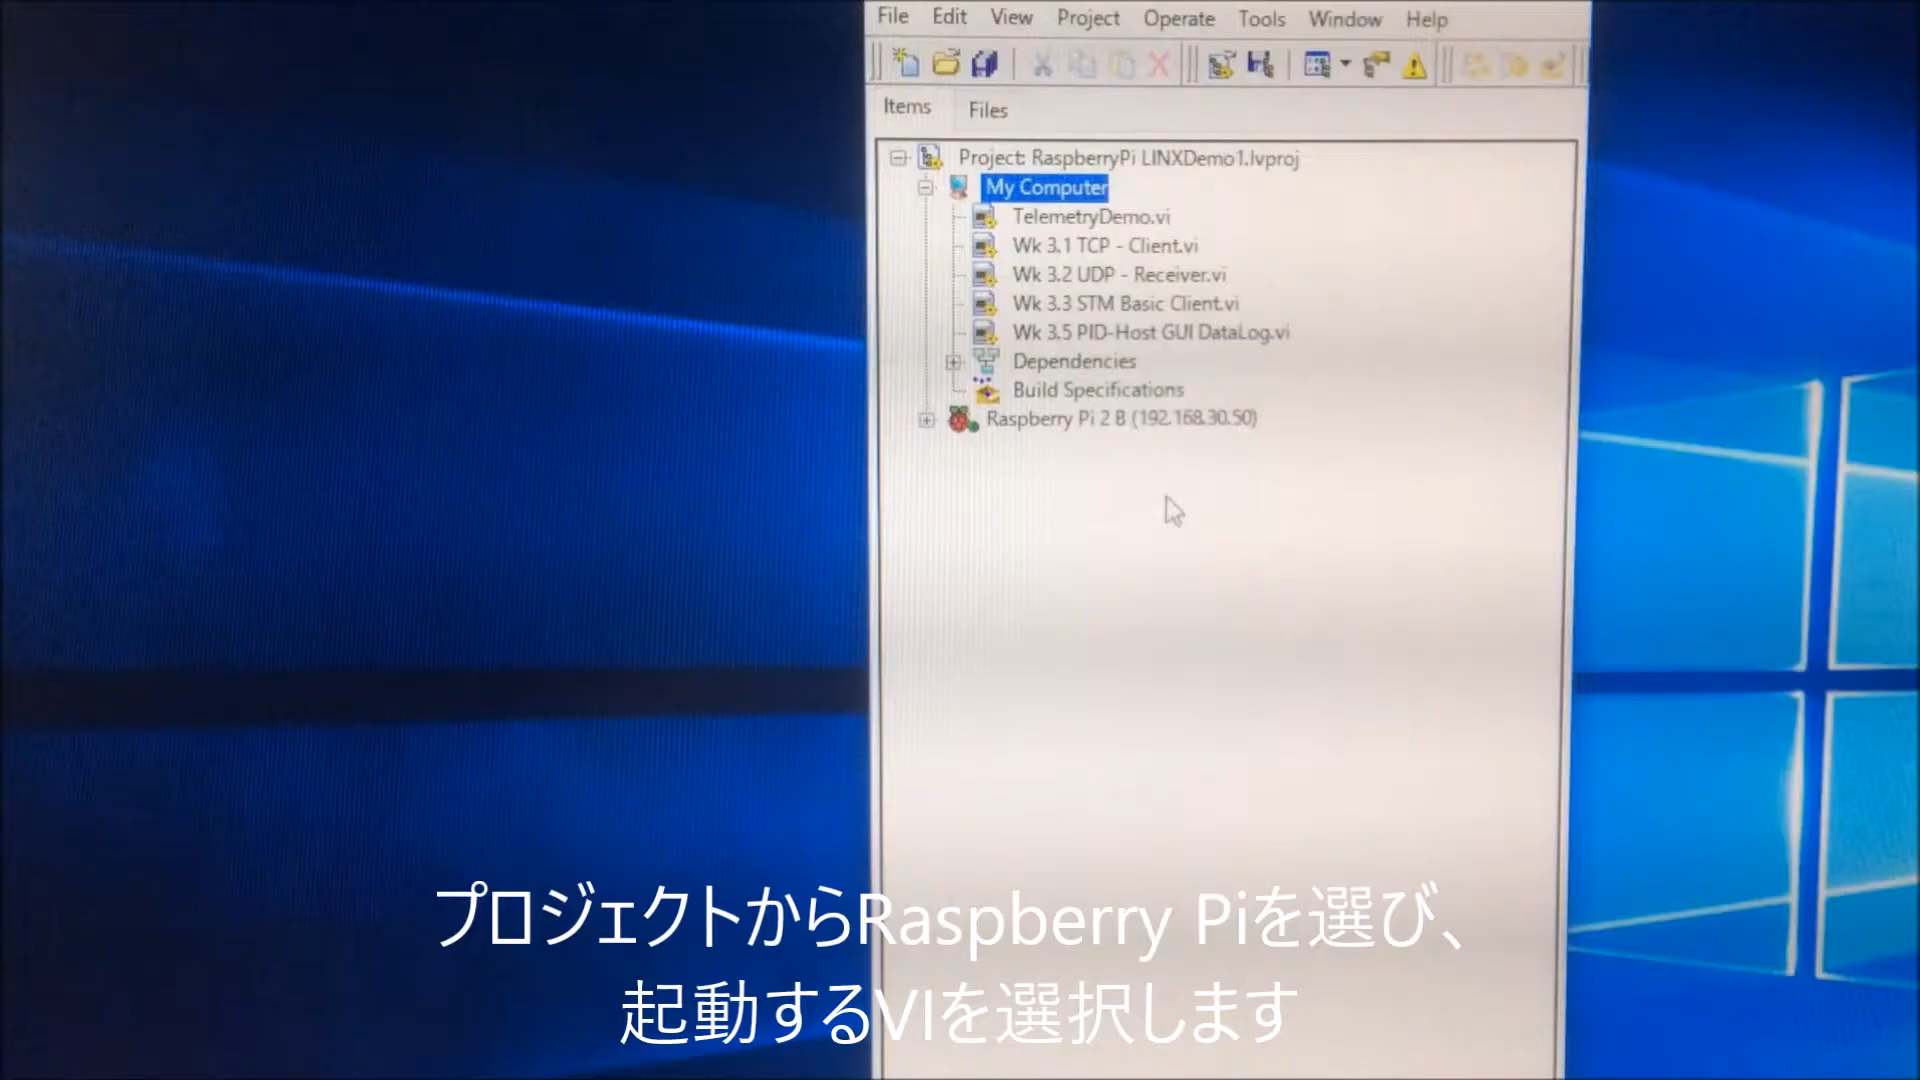 File Edit View Project Operate Tools Window Help
Items Files
Project: RaspberryPi LINXDemo1.lvproj
My Computer
TelemetryDemo.vi
Wk 3.1 TCP - Client.vi
Wk 3.2 UDP - Receiver.vi
Wk 3.3 STM Basic Client.vi
Wk 3.5 PID-Host GUI DataLog.vi
Dependencies
Build Specifications
Raspberry Pi 2 B (192.168.30.50)
プロジェクトからRaspberry Piを選び、
起動するVIを選択します